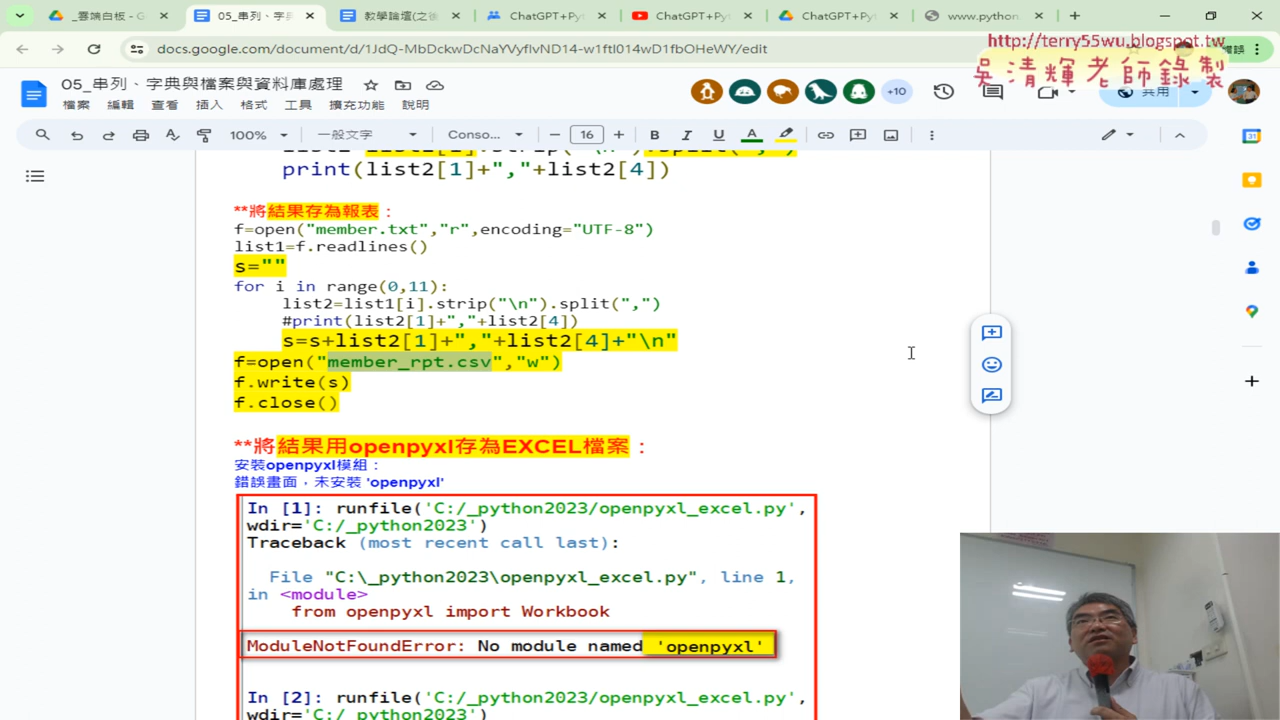 _雲端白板 - G
05_串列、字典
教學論壇(之後
ChatGPT+Py
ChatGPT+Pyt
ChatGPT+Py
www.python.
docs.google.com/document/d/1JdQ-MbDckwDcNaYVyfIvND14-w1ftI014wD1fbOHeWY/edit
http://terry55wu.blogspot.tw
吳清輝老師錄製
05_串列、字典與檔案與資料庫處理
檔案 編輯 查看 插入 格式 工具 擴充功能 說明
+10
共用
100% 一般文字 Conso... 16 B I U A
print(list2[1]+","+list2[4])
**將結果存為報表：
f=open("member.txt","r",encoding="UTF-8")
list1=f.readlines()
s=""
for i in range(0,11):
list2=list1[i].strip("\n").split(",")
#print(list2[1]+","+list2[4])
s=s+list2[1]+","+list2[4]+"\n"
f=open("member_rpt.csv","w")
f.write(s)
f.close()
**將結果用openpyxl存為EXCEL檔案：
安裝openpyxl模組：
錯誤畫面，未安裝 'openpyxl'
In [1]: runfile('C:/_python2023/openpyxl_excel.py',
wdir='C:/_python2023')
Traceback (most recent call last):
File "C:\_python2023\openpyxl_excel.py", line 1,
in <module>
from openpyxl import Workbook
ModuleNotFoundError: No module named 'openpyxl'
In [2]: runfile('C:/_python2023/openpyxl_excel.py',
wdir='C:/_python2023')